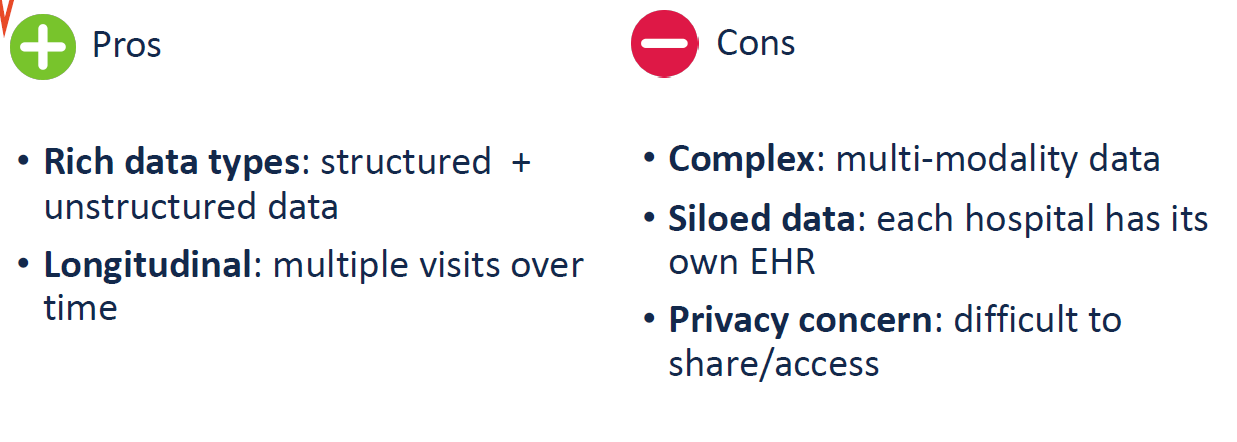 Pros
• Rich data types: structured + 
unstructured data
• Longitudinal: multiple visits over
time
Cons
• Complex: multi-modality data
• Siloed data: each hospital has its
own EHR
• Privacy concern: difficult to
share/access